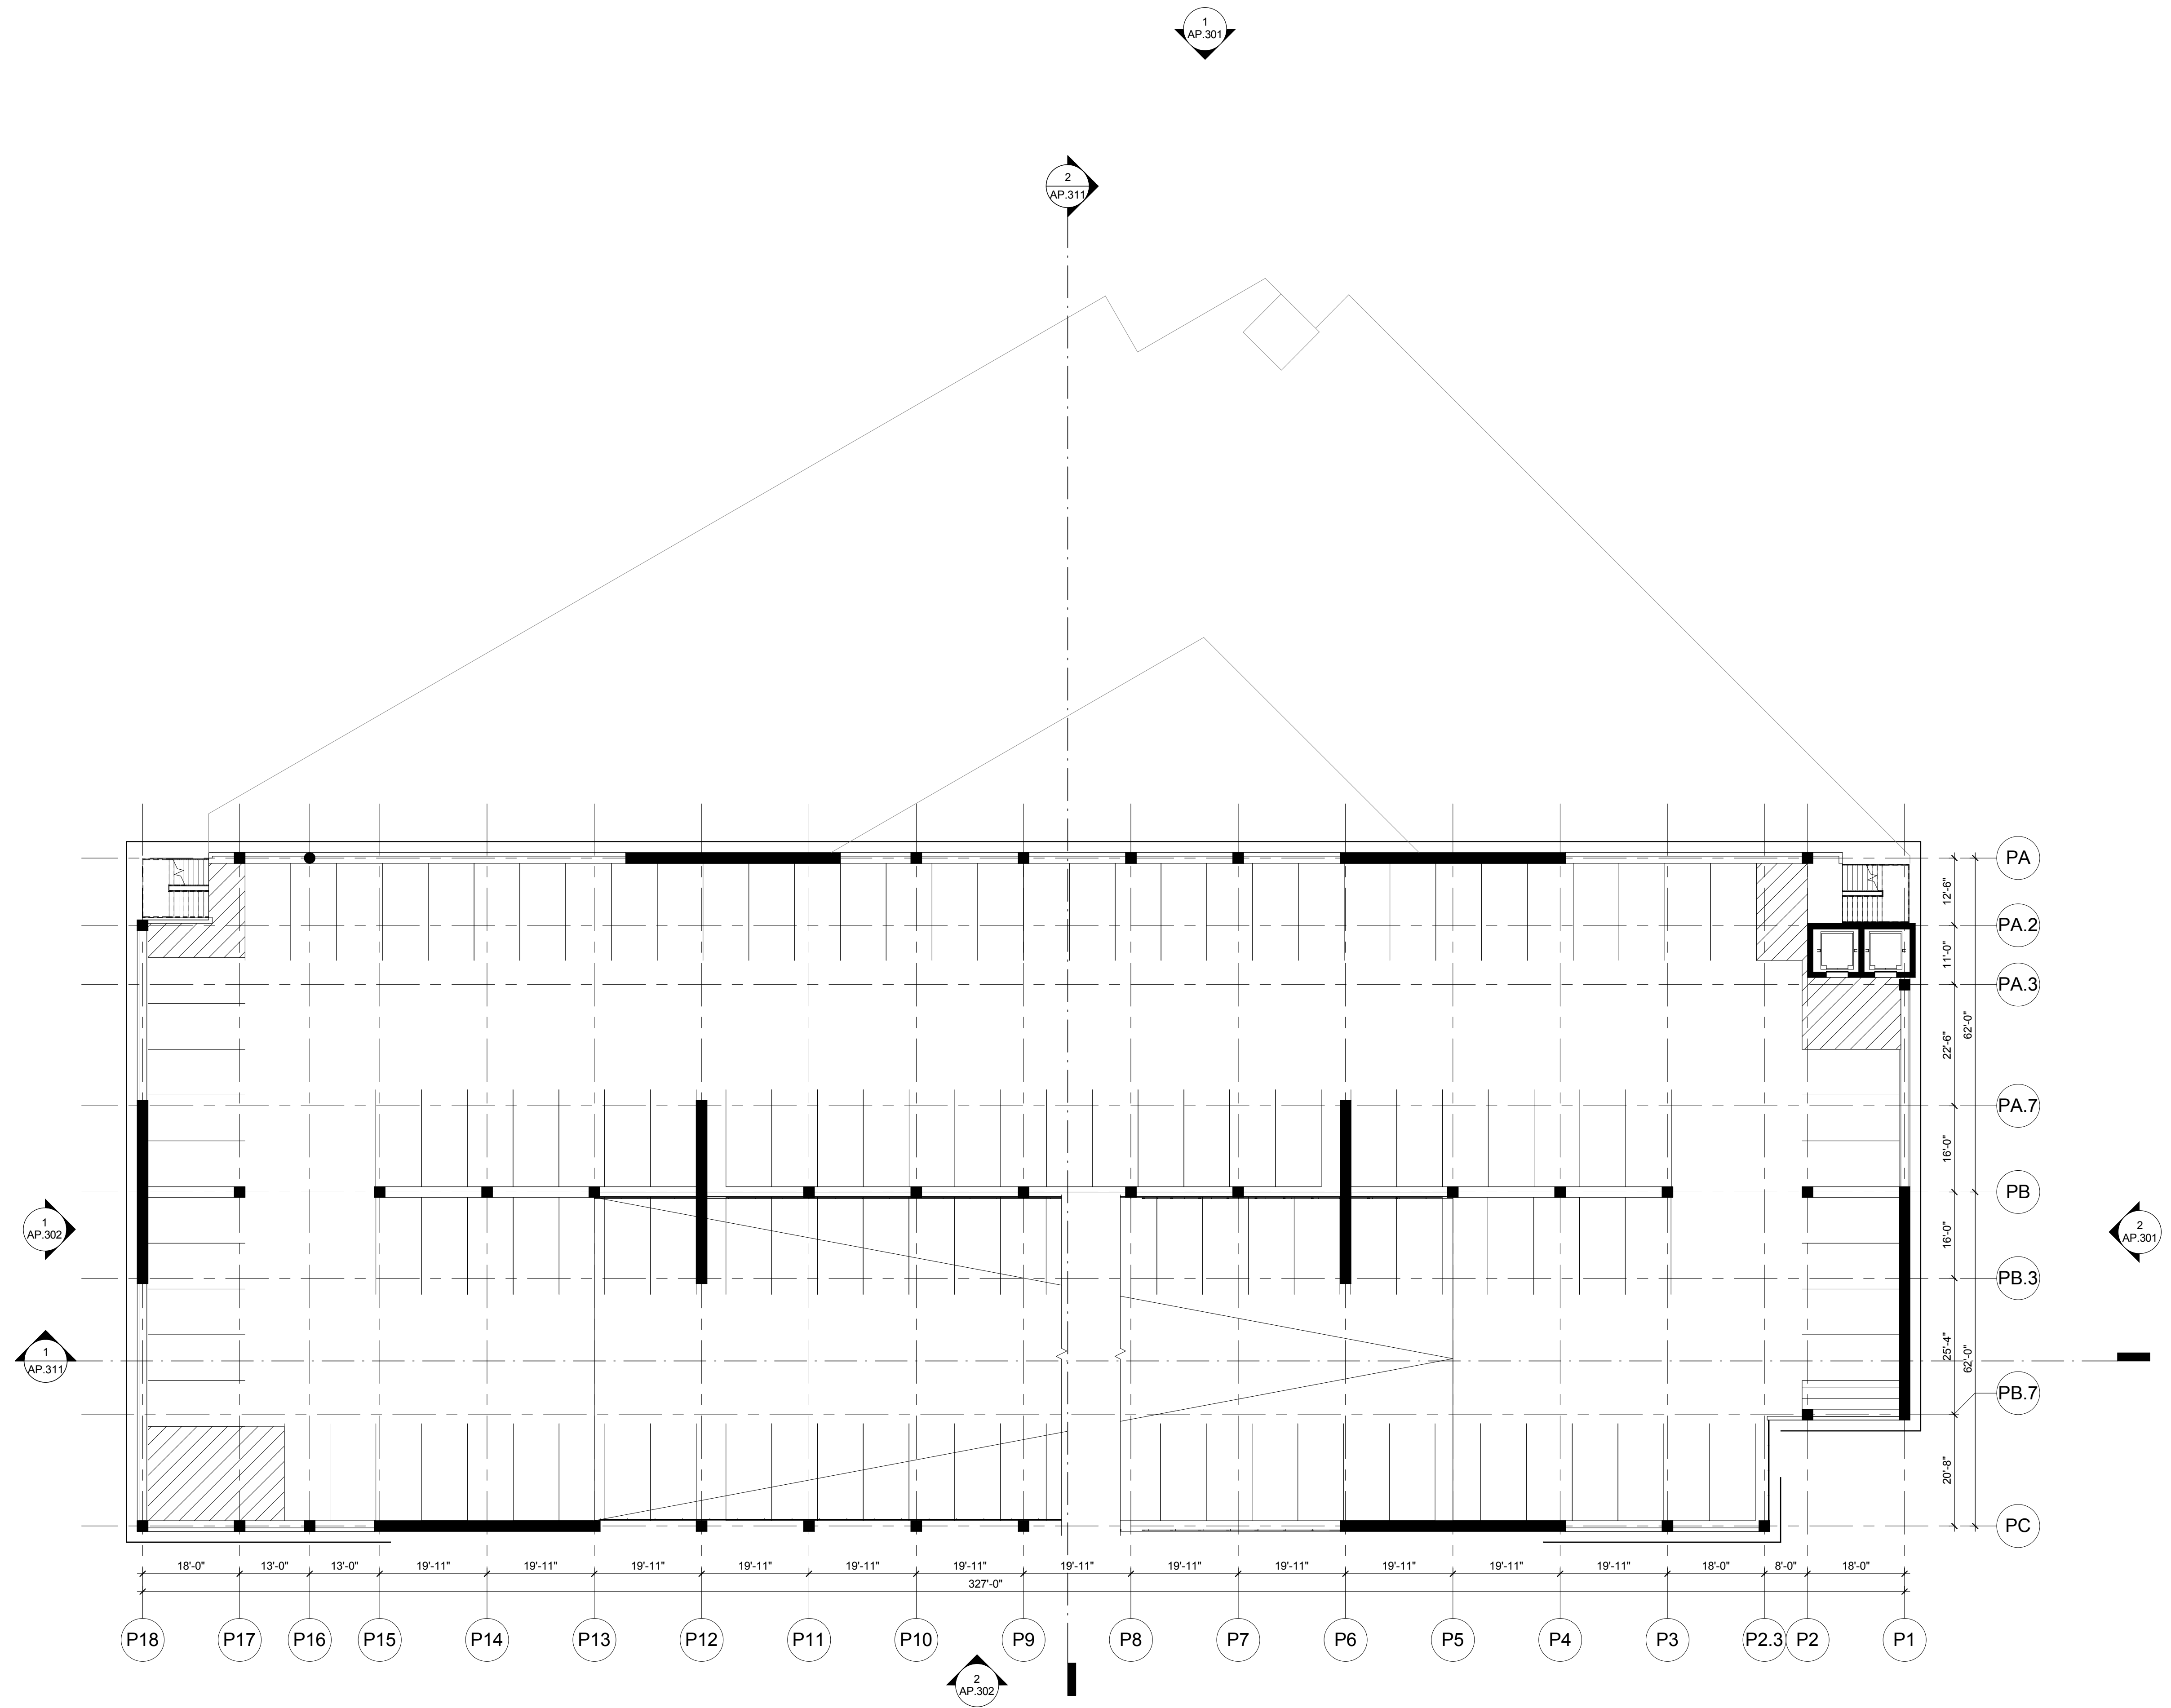 1
AP.301
2
AP.311
PA
12'-6"
PA.2
11'-0"
PA.3
62'-0"
22'-6"
PA.7
16'-0"
PB
1
AP.302
16'-0"
2
AP.301
PB.3
1
AP.311
25'-4"
62'-0"
PB.7
20'-8"
PC
18'-0" 13'-0" 13'-0" 19'-11" 19'-11" 19'-11" 19'-11" 19'-11" 19'-11" 19'-11" 19'-11" 19'-11" 19'-11" 19'-11" 19'-11" 18'-0" 8'-0" 18'-0"
327'-0"
P18 P17 P16 P15 P14 P13 P12 P11 P10 P9 P8 P7 P6 P5 P4 P3 P2.3 P2 P1
2
AP.302